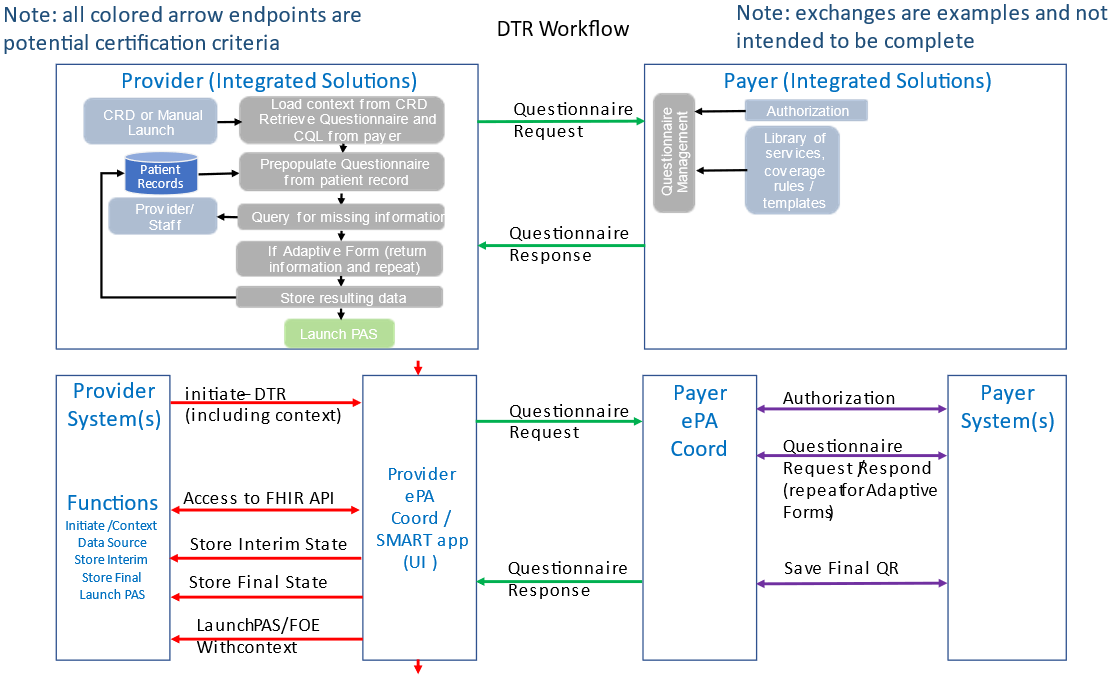 Note: all colored arrow endpoints are
potential certification criteria
DTR Workflow
Note: exchanges are examples and not
intended to be complete
Provider (Integrated Solutions)
CRD or Manual
Launch
Load context from CRD
Retrieve Questionnaire and
CQL from payer
Patient
Records
Prepopulate Questionnaire
from patient record
Provider/
Staff
Query for missing information
If Adaptive Form (return
information and repeat)
Store resulting data
Launch PAS
Questionnaire
Request
Questionnaire
Response
Payer (Integrated Solutions)
Questionnaire
Management
Authorization
Library of
services,
coverage
rules /
templates
Provider
System(s)
Functions
Initiate /Context
Data Source
Store Interim
Store Final
Launch PAS
initiate-DTR
(including context)
Access to FHIR API
Store Interim State
Store Final State
LaunchPAS/FOE
Withcontext
Provider
ePA
Coord /
SMART app
(UI )
Questionnaire
Request
Questionnaire
Response
Payer
ePA
Coord
Authorization
Questionnaire
Request /Respond
(repeatfor Adaptive
Forms)
Save Final QR
Payer
System(s)